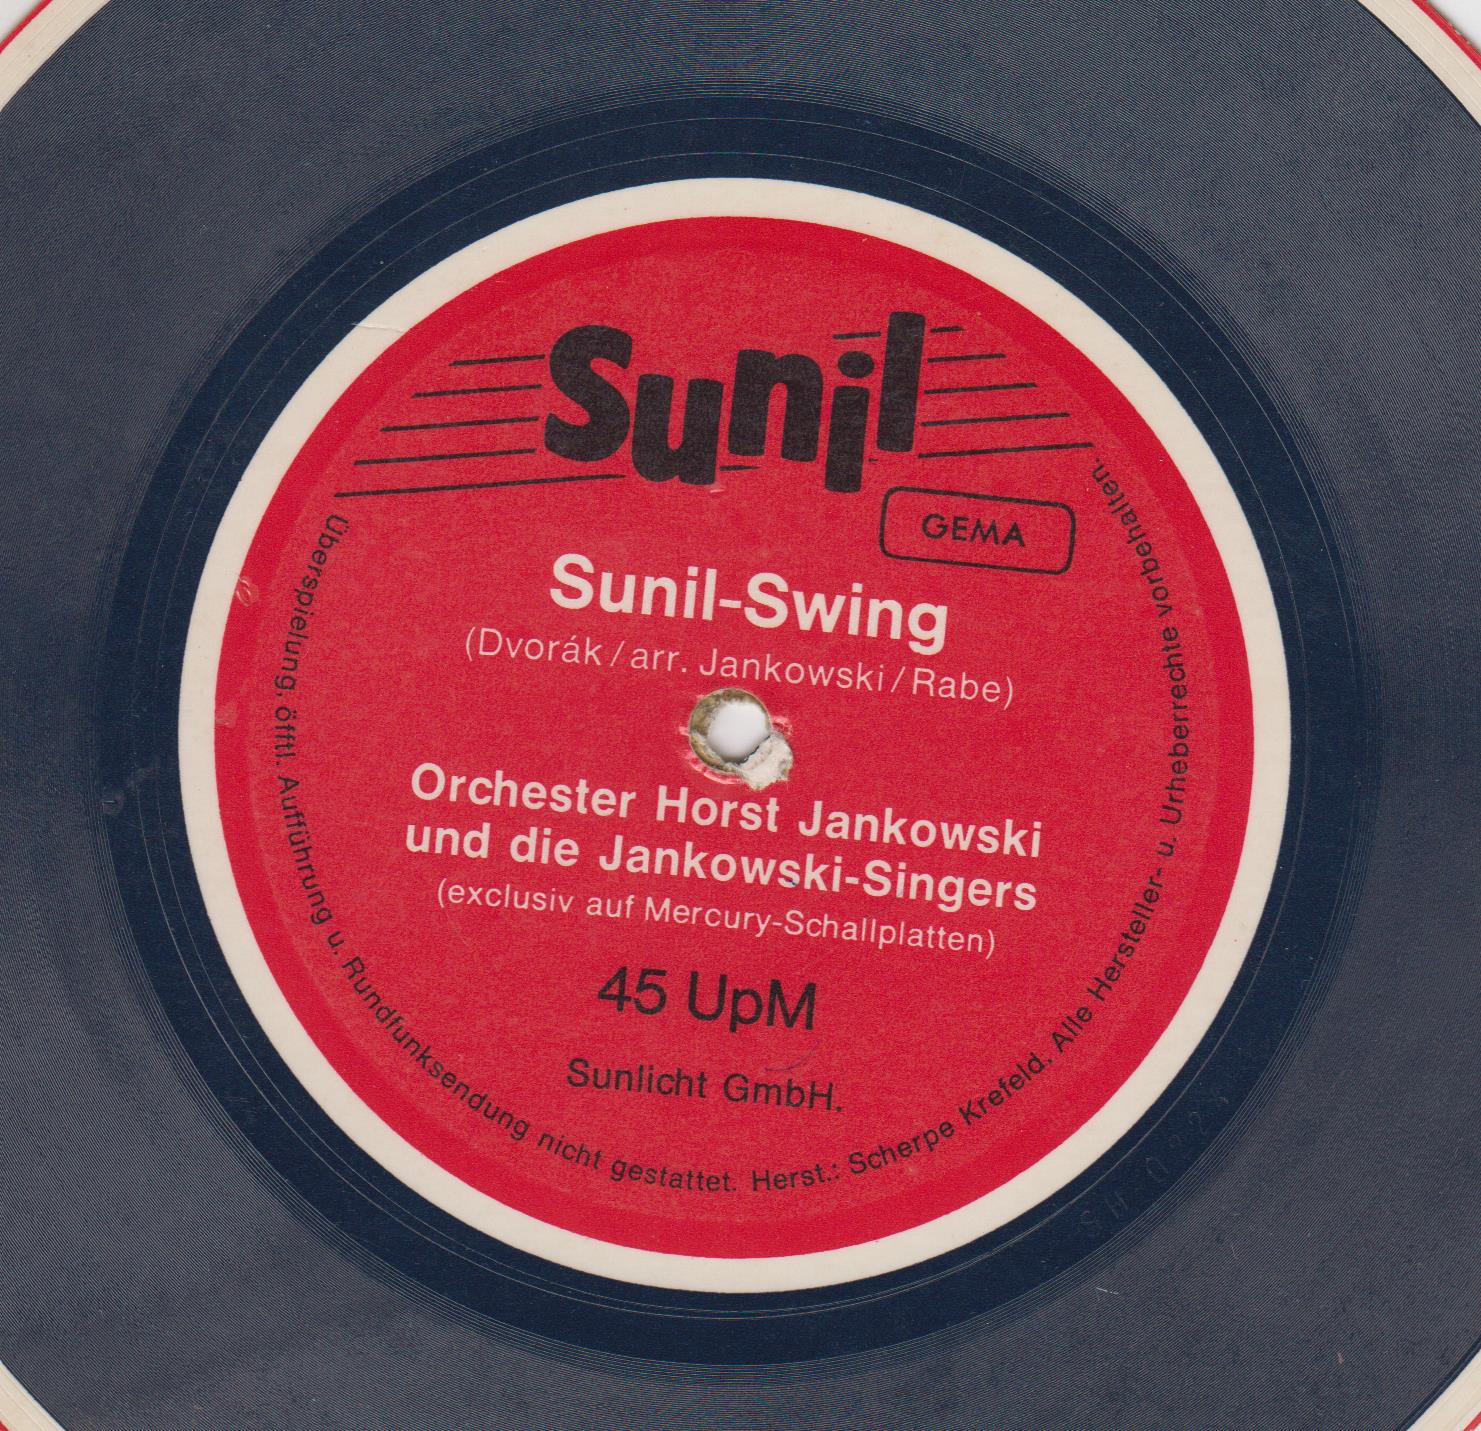 Sunil
GEMA
Sunil-Swing
(Dvorák / arr. Jankowski / Rabe)
Orchester Horst Jankowski
und die Jankowski-Singers
(exclusiv auf Mercury-Schallplatten)
45 UpM
Sunlicht GmbH.
Überspielung, öfftl. Aufführung u. Rundfunksendung nicht gestattet. Herst.: Scherpe Krefeld. Alle Hersteller- u. Urheberrechte vorbehalten.